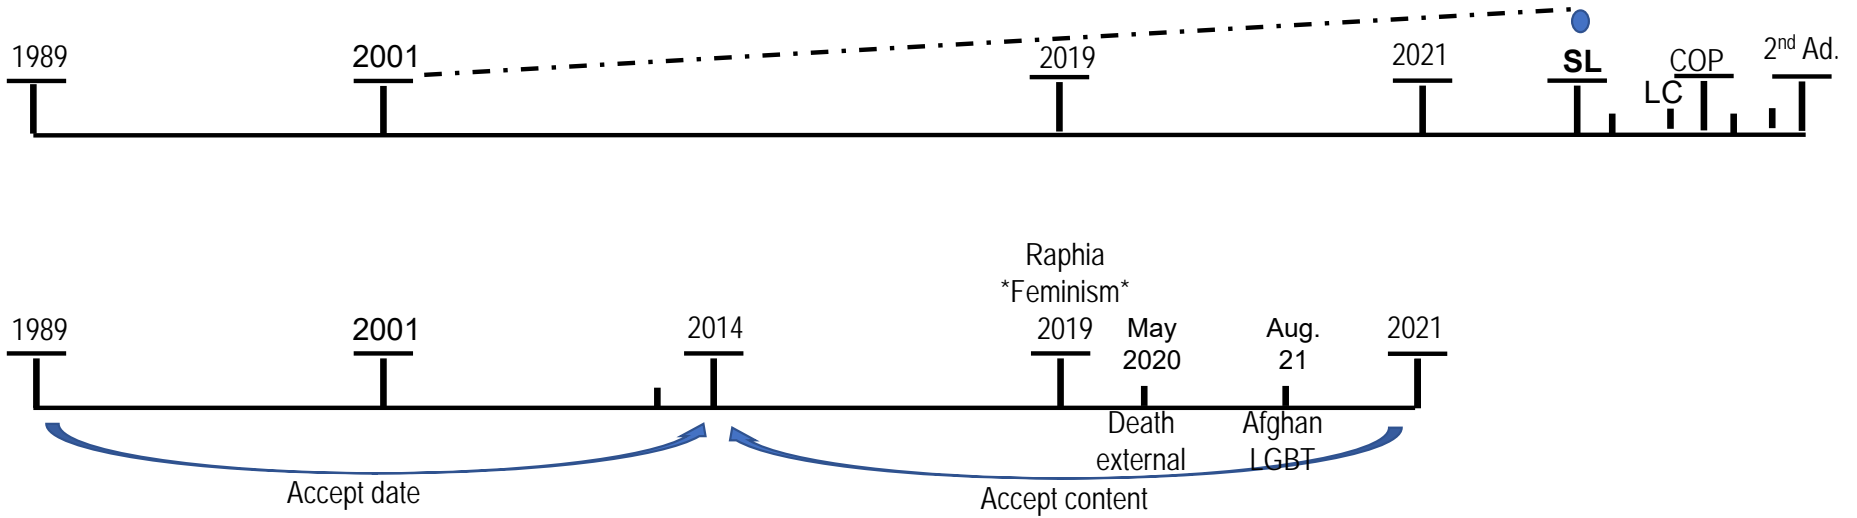 1989
2001
2019
2021
SL
LC
COP
2nd Ad.
Raphia
*Feminism*
1989
2001
2014
2019
May
2020
Aug.
21
2021
Death
external
Afghan
LGBT
Accept date
Accept content